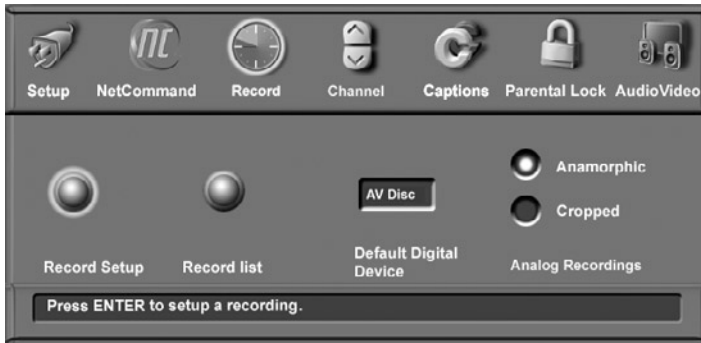 NC
Setup NetCommand Record Channel Captions Parental Lock AudioVideo
AV Disc
Anamorphic
Cropped
Record Setup Record list Default Digital Device Analog Recordings
Press ENTER to setup a recording.